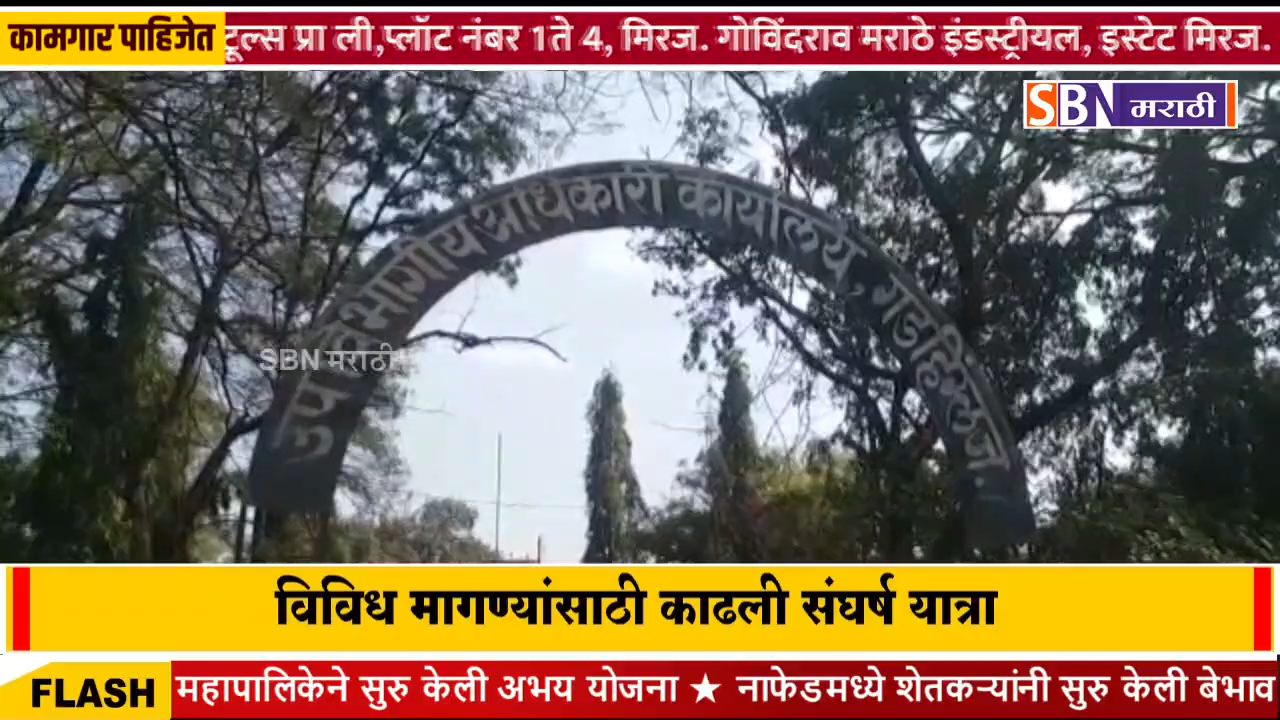 कामगार पाहिजेत
टूल्स प्रा ली,प्लॉट नंबर 1ते 4, मिरज. गोविंदराव मराठे इंडस्ट्रीयल, इस्टेट मिरज.
SBN मराठी
उप विभागीय अधिकारी कार्यालय, गडहिंग्लज.
SBN मराठी
विविध मागण्यांसाठी काढली संघर्ष यात्रा
FLASH
महापालिकेने सुरु केली अभय योजना ★ नाफेडमध्ये शेतकऱ्यांनी सुरु केली बेभाव